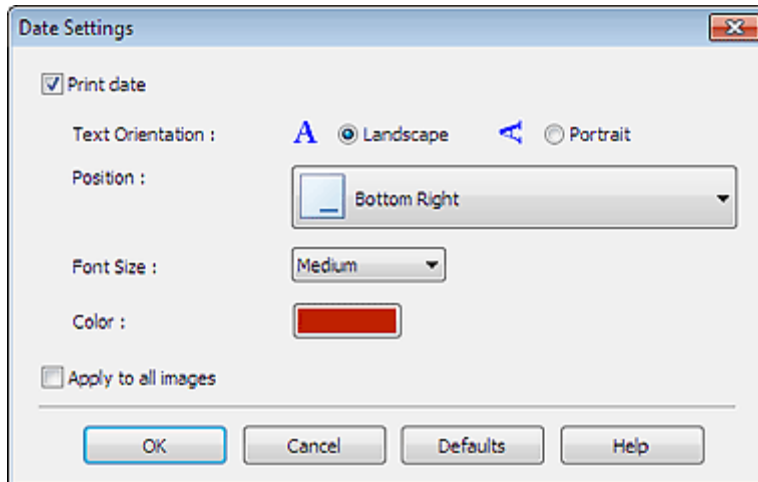 Date Settings
Print date
Text Orientation : A Landscape A Portrait
Position : Bottom Right
Font Size : Medium
Color :
Apply to all images
OK Cancel Defaults Help